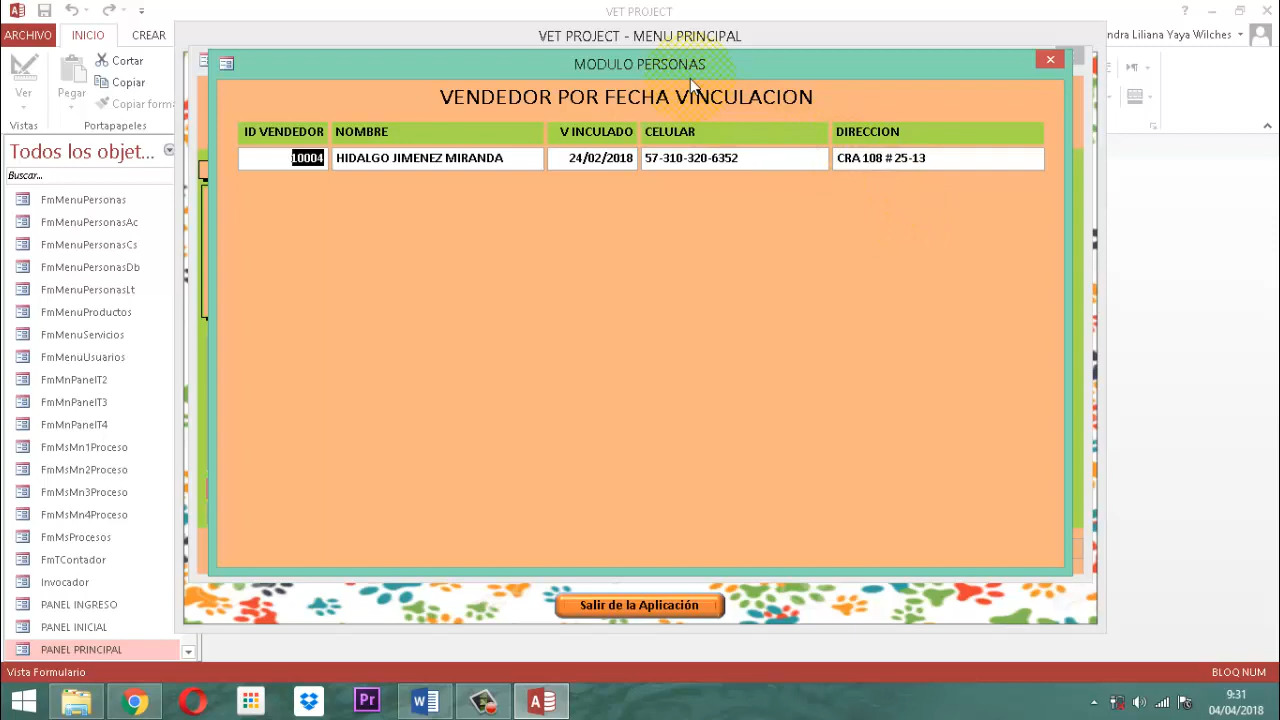 VET PROJECT
ARCHIVO INICIO CREAR
ndra Liliana Yaya Wilches
Ver
Pegar
Cortar
Copiar
Copiar forma
Vistas
Portapapeles
VET PROJECT - MENU PRINCIPAL
MODULO PERSONAS
VENDEDOR POR FECHA VINCULACION
ID VENDEDOR NOMBRE V INCULADO CELULAR DIRECCION
10004 HIDALGO JIMENEZ MIRANDA 24/02/2018 57-310-320-6352 CRA 108 # 25-13
Todos los objet...
Buscar...
FmMenuPersonas
FmMenuPersonasAc
FmMenuPersonasCs
FmMenuPersonasDb
FmMenuPersonasLt
FmMenuProductos
FmMenuServicios
FmMenuUsuarios
FmMnPanelT2
FmMnPanelT3
FmMnPanelT4
FmMsMn1Proceso
FmMsMn2Proceso
FmMsMn3Proceso
FmMsMn4Proceso
FmMsProcesos
FmTContador
Invocador
PANEL INGRESO
PANEL INICIAL
PANEL PRINCIPAL
Salir de la Aplicación
Vista Formulario
BLOQ NUM
Pr
9:31
04/04/2018